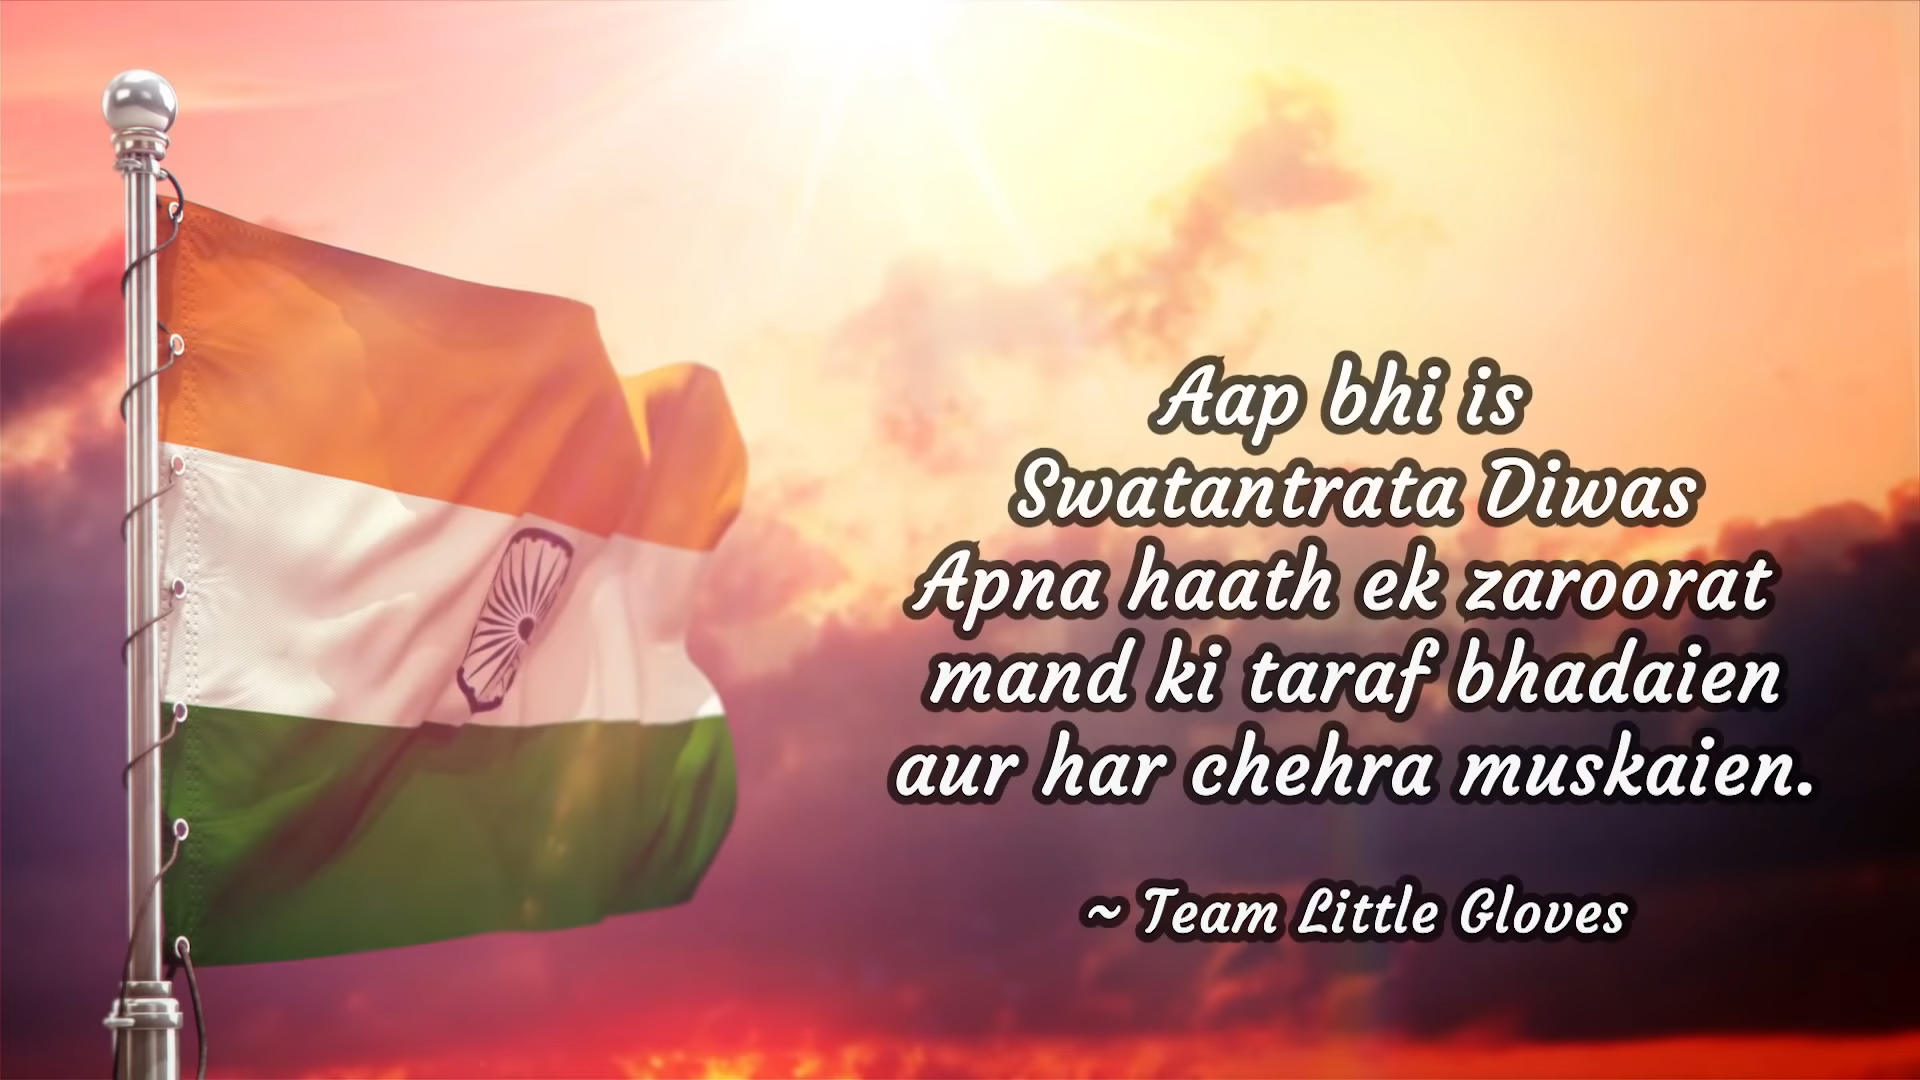 Aap bhi is
Swatantrata Diwas
Apna haath ek zaroorat
mand ki taraf bhadaien
aur har chehra muskaien.
~ Team Little Gloves